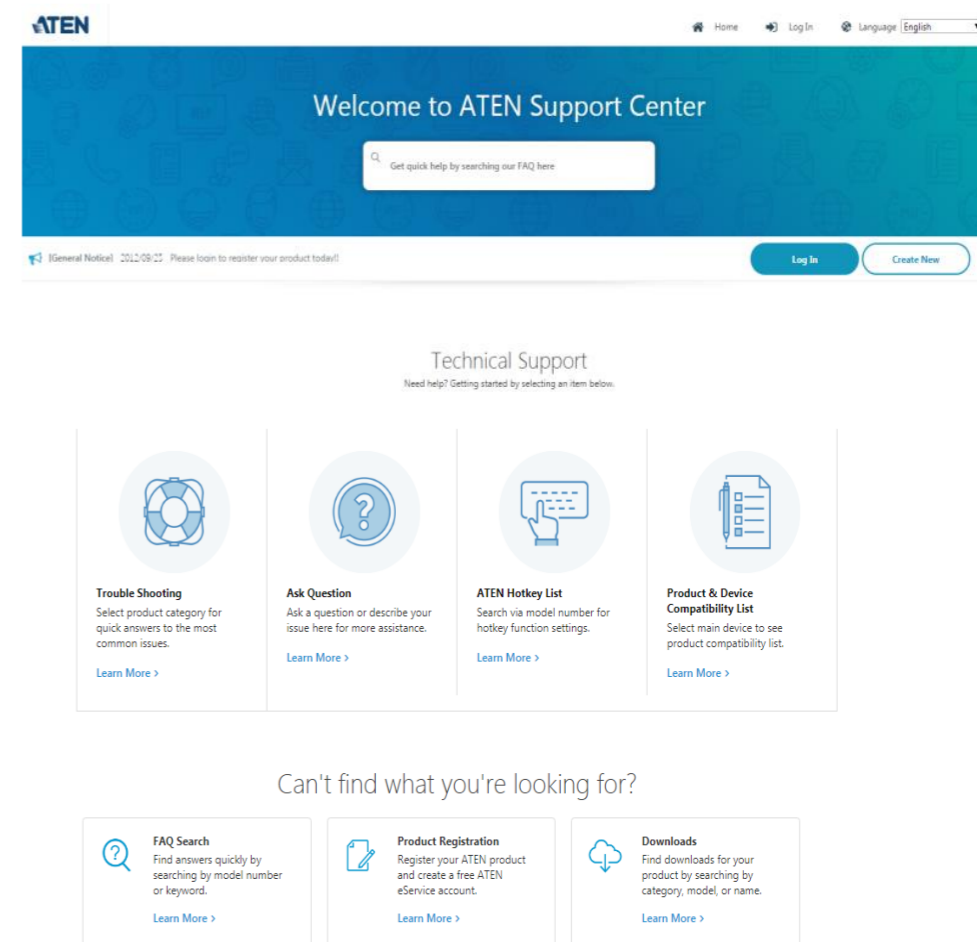 ATEN
Home Log In Language English
Welcome to ATEN Support Center
Get quick help by searching our FAQ here
[General Notice] Please login to register your product today!!
Log In
Create New
Technical Support
Need help? Getting started by selecting an item below.
Trouble Shooting
Select product category for
quick answers to the most
common issues.
Learn More >
Ask Question
Ask a question or describe your
issue here for more assistance.
Learn More >
ATEN Hotkey List
Search via model number for
hotkey function settings.
Learn More >
Product & Device
Compatibility List
Select main device to see
product compatibility list.
Learn More >
Can't find what you're looking for?
FAQ Search
Find answers quickly by
searching by model number
or keyword.
Learn More >
Product Registration
Register your ATEN product
and create a free ATEN
eService account.
Learn More >
Downloads
Find downloads for your
product by searching by
category, model, or name.
Learn More >